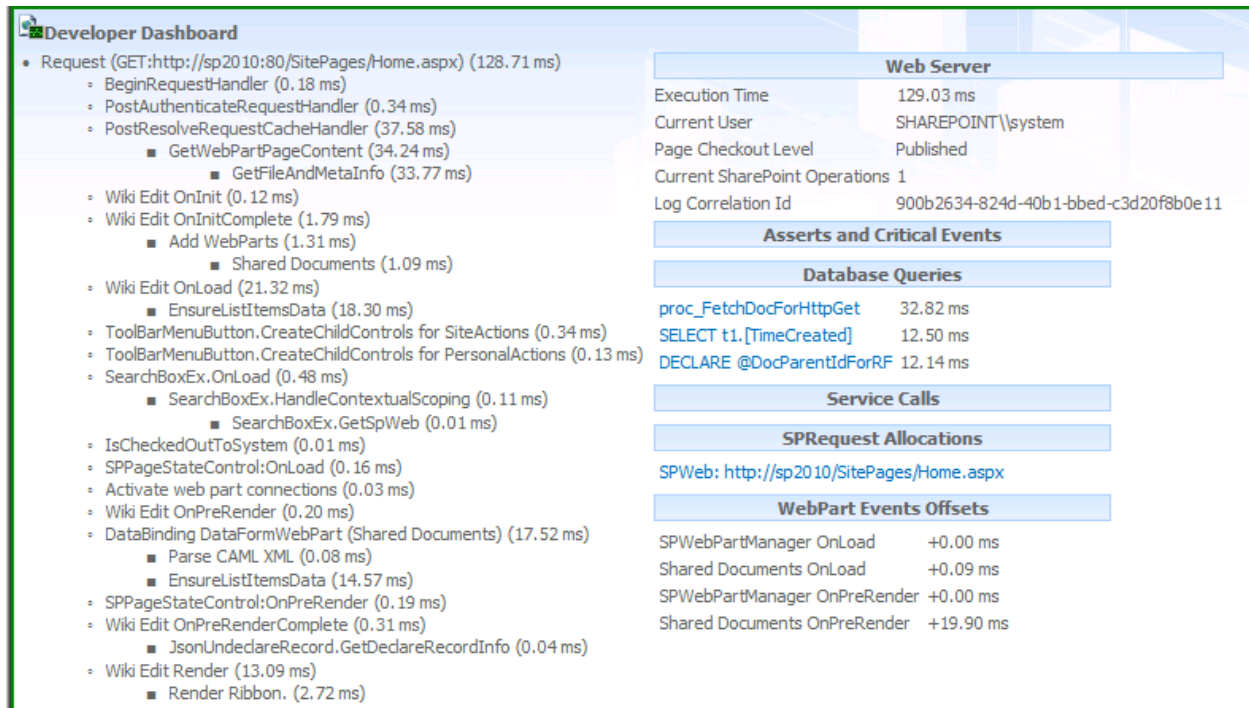 Developer Dashboard
Request (GET:http://sp2010:80/SitePages/Home.aspx) (128.71 ms)
BeginRequestHandler (0.18 ms)
PostAuthenticateRequestHandler (0.34 ms)
PostResolveRequestCacheHandler (37.58 ms)
GetWebPartPageContent (34.24 ms)
GetFileAndMetaInfo (33.77 ms)
Wiki Edit OnInit (0.12 ms)
Wiki Edit OnInitComplete (1.79 ms)
Add WebParts (1.31 ms)
Shared Documents (1.09 ms)
Wiki Edit OnLoad (21.32 ms)
EnsureListItemsData (18.30 ms)
ToolBarMenuButton.CreateChildControls for SiteActions (0.34 ms)
ToolBarMenuButton.CreateChildControls for PersonalActions (0.13 ms)
SearchBoxEx.OnLoad (0.48 ms)
SearchBoxEx.HandleContextualScoping (0.11 ms)
SearchBoxEx.GetSpWeb (0.01 ms)
IsCheckedOutToSystem (0.01 ms)
SPPageStateControl:OnLoad (0.16 ms)
Activate web part connections (0.03 ms)
Wiki Edit OnPreRender (0.20 ms)
DataBinding DataFormWebPart (Shared Documents) (17.52 ms)
Parse CAML XML (0.08 ms)
EnsureListItemsData (14.57 ms)
SPPageStateControl:OnPreRender (0.19 ms)
Wiki Edit OnPreRenderComplete (0.31 ms)
JsonUndeclareRecord.GetDeclareRecordInfo (0.04 ms)
Wiki Edit Render (13.09 ms)
Render Ribbon. (2.72 ms)
Web Server
Execution Time 129.03 ms
Current User SHAREPOINT\\system
Page Checkout Level Published
Current SharePoint Operations 1
Log Correlation Id 900b2634-824d-40b1-bbed-c3d20f8b0e11
Asserts and Critical Events
Database Queries
proc_FetchDocForHttpGet 32.82 ms
SELECT t1.[TimeCreated] 12.50 ms
DECLARE @DocParentIdForRF 12.14 ms
Service Calls
SPRequest Allocations
SPWeb: http://sp2010/SitePages/Home.aspx
WebPart Events Offsets
SPWebPartManager OnLoad +0.00 ms
Shared Documents OnLoad +0.09 ms
SPWebPartManager OnPreRender +0.00 ms
Shared Documents OnPreRender +19.90 ms